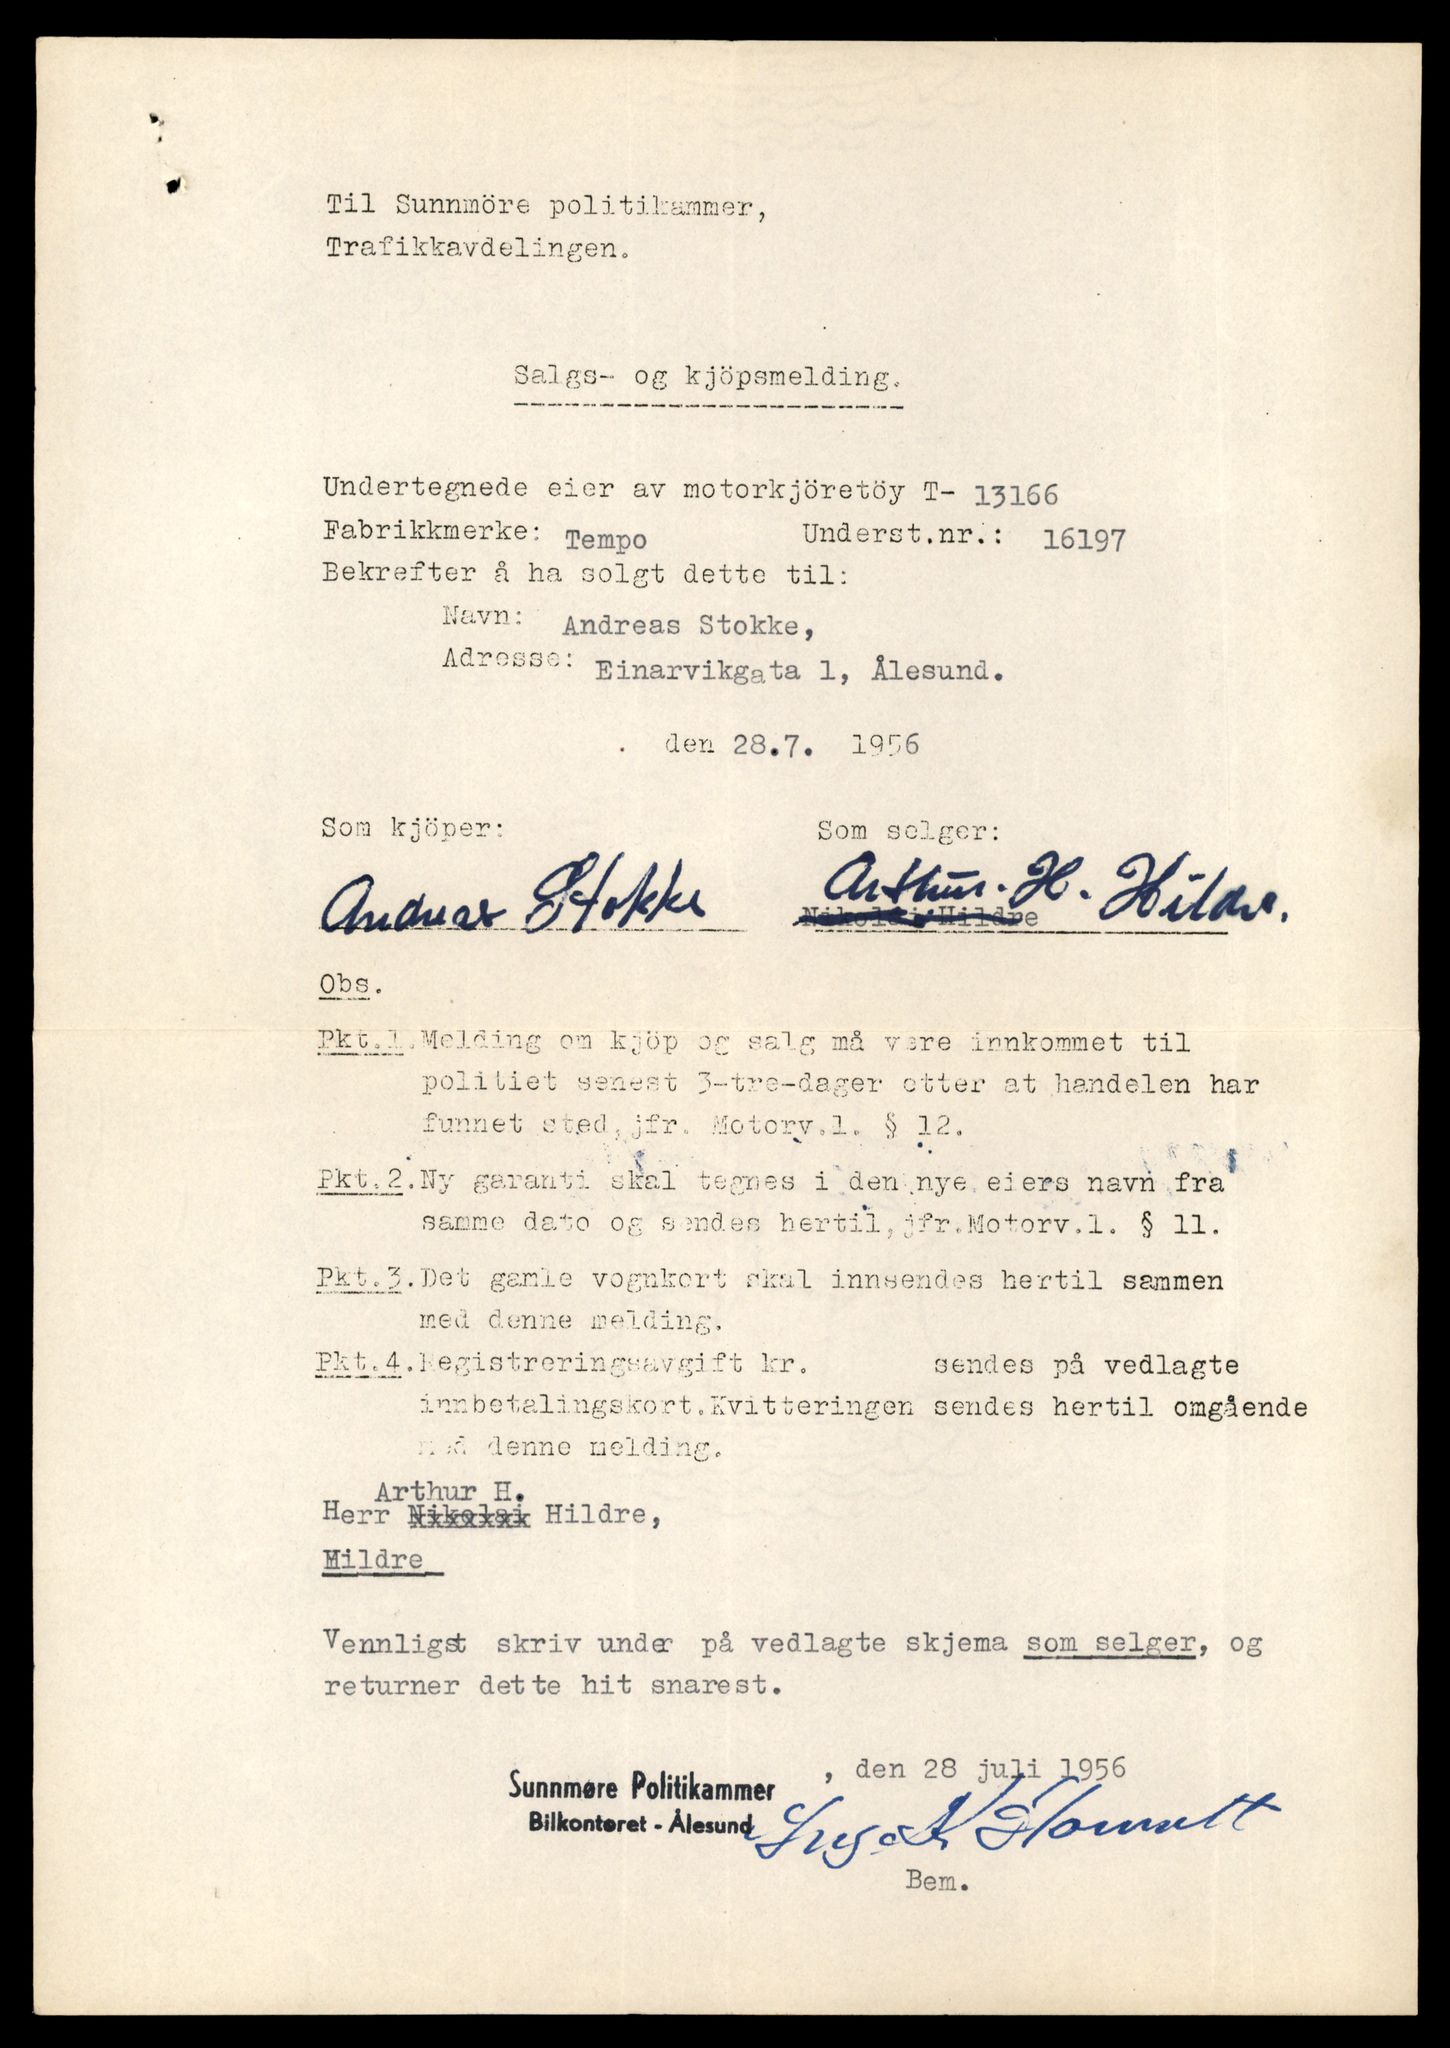 Til Sunnmöre politikammer,
Trafikkavdelingen.
Salgs- og kjöpsmelding.
Undertegnede eier av motorkjöretöy T- 13166
Fabrikkmerke: Tempo Underst.nr.: 16197
Bekrefter å ha solgt dette til:
Navn: Andreas Stokke,
Adresse: Einarvikgata 1, Ålesund.
. den 28.7. 1956
Som kjöper: Som selger:
Andreas Stokke Arthur. H. Hildre.
Nikolai Hildre
Obs.
Pkt.1. Melding om kjöp og salg må vere innkommet til
politiet senest 3-tre-dager etter at handelen har
funnet sted, jfr. Motorv.l. § 12.
Pkt.2. Ny garanti skal tegnes i den nye eiers navn fra
samme dato og sendes hertil, jfr.Motorv.l. § 11.
Pkt.3. Det gamle vognkort skal innsendes hertil sammen
med denne melding.
Pkt.4. Registreringsavgift kr. sendes på vedlagte
innbetalingskort.Kvitteringen sendes hertil omgående
med denne melding.
Arthur H.
Herr Nikolai Hildre,
Hildre
Vennligst skriv under på vedlagte skjema som selger, og
returner dette hit snarest.
, den 28 juli 1956
Sunnmøre Politikammer
Bilkontoret - Ålesund
Bem.